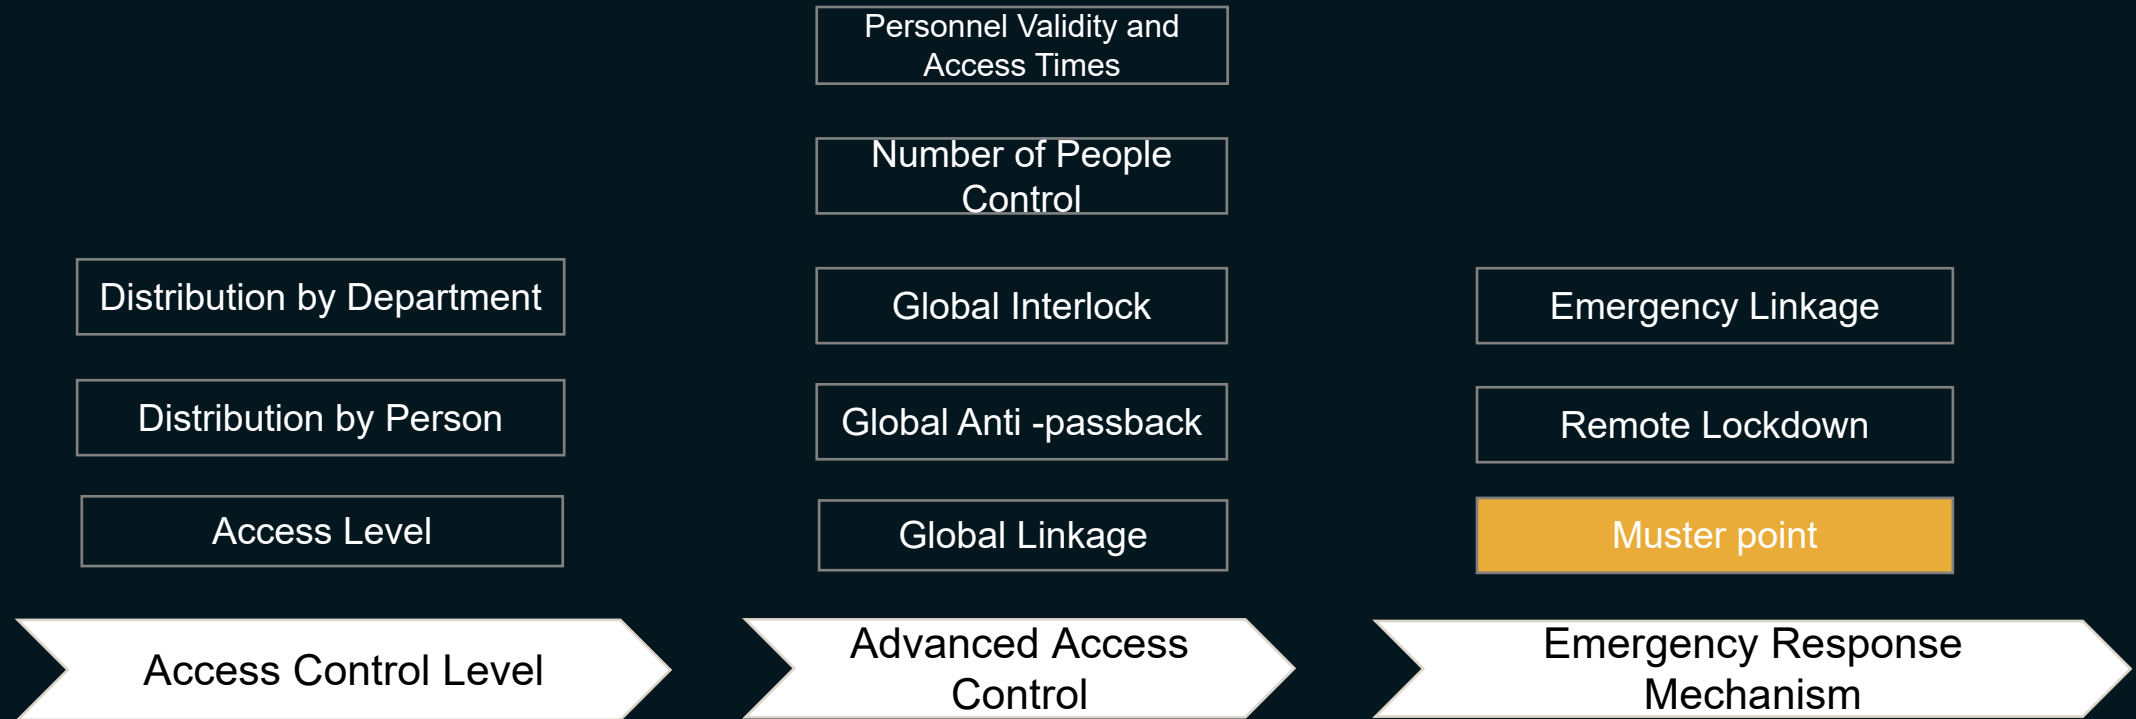 Personnel Validity and
Access Times
Number of People
Control
Distribution by Department
Global Interlock
Emergency Linkage
Distribution by Person
Global Anti -passback
Remote Lockdown
Access Level
Global Linkage
Muster point
Access Control Level
Advanced Access
Control
Emergency Response
Mechanism